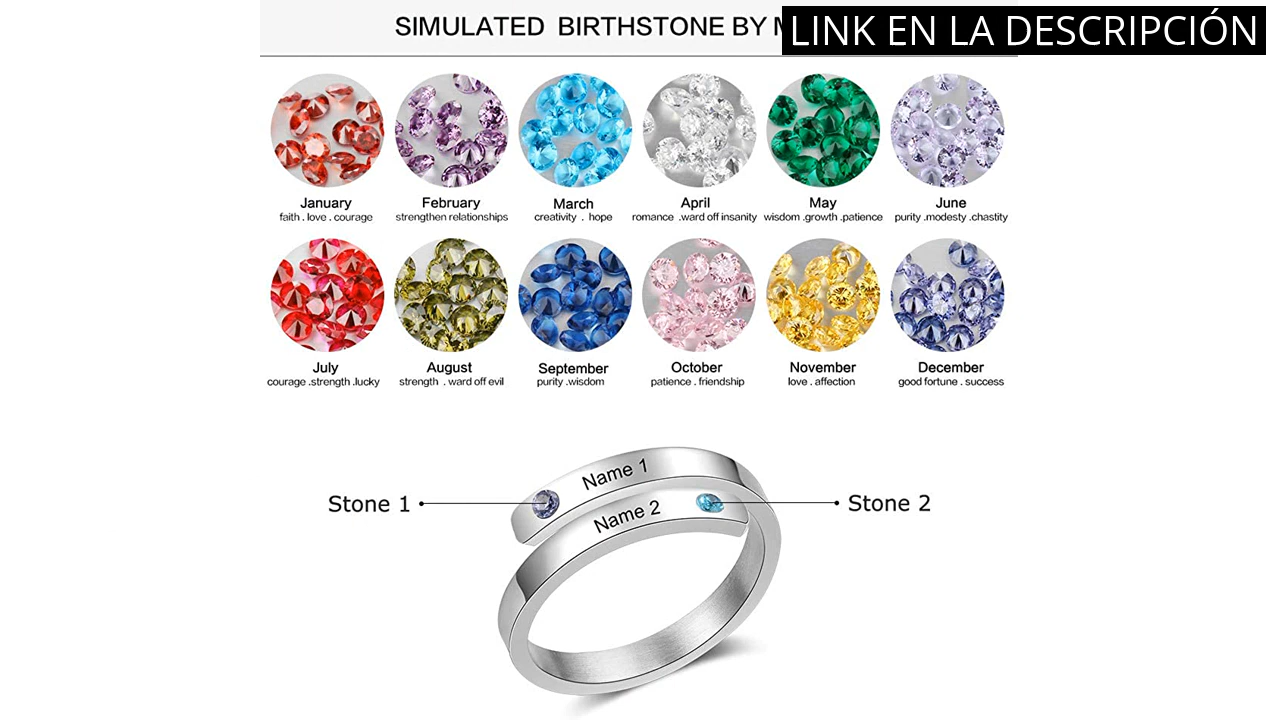 SIMULATED BIRTHSTONE BY
LINK EN LA DESCRIPCIÓN
January
faith . love . courage
February
strengthen relationships
March
creativity . hope
April
romance .ward off insanity
May
wisdom .growth .patience
June
purity .modesty .chastity
July
courage .strength .lucky
August
strength . ward off evil
September
purity .wisdom
October
patience . friendship
November
love . affection
December
good fortune . success
Name 1
Stone 1
Stone 2
Name 2